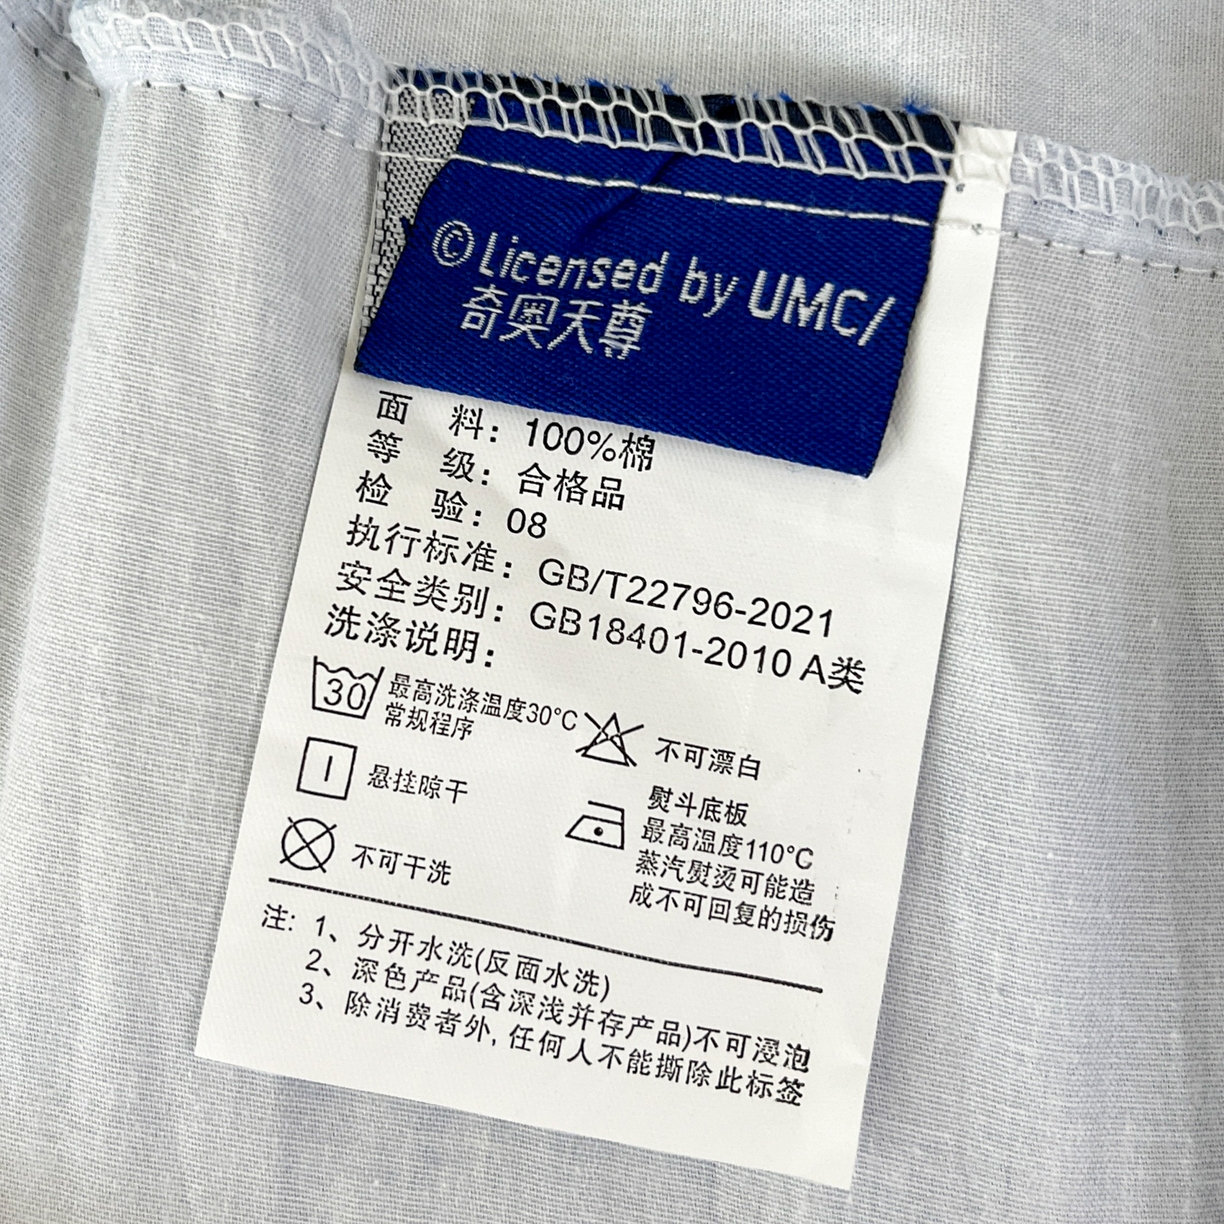 ©Licensed by UMC/
奇奥天尊
面 料：100%棉
等 级：合格品
检 验：08
执行标准：GB/T22796-2021
安全类别：GB18401-2010 A类
洗涤说明：
30 最高洗涤温度30°C
常规程序
不可漂白
悬挂晾干
熨斗底板
最高温度110°C
蒸汽熨烫可能造
成不可回复的损伤
不可干洗
注: 1、分开水洗(反面水洗)
2、深色产品(含深浅并存产品)不可浸泡
3、除消费者外, 任何人不能撕除此标签